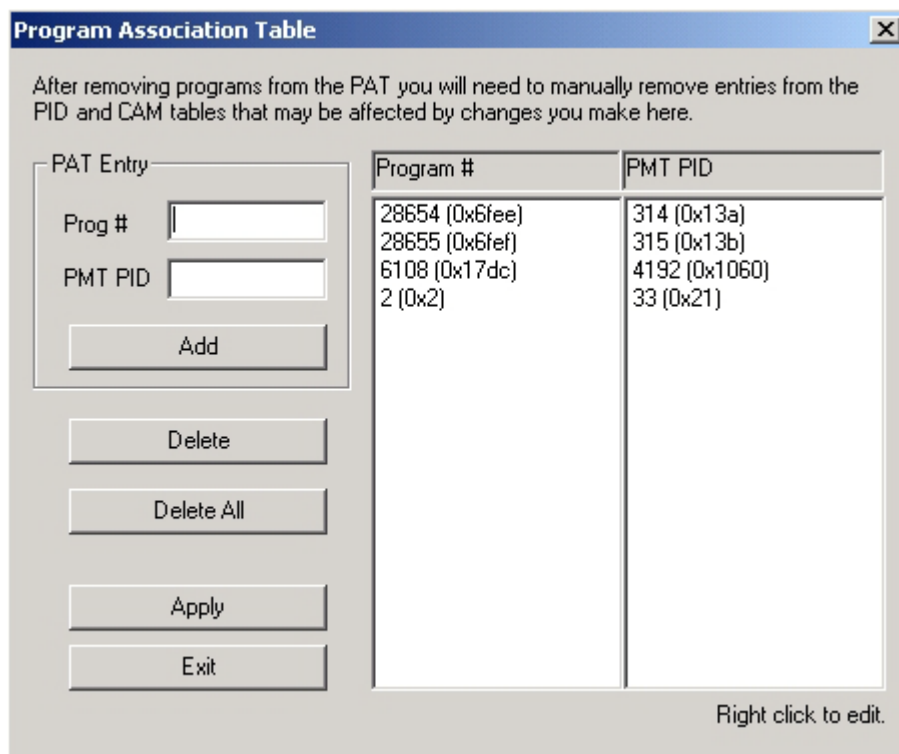 Program Association Table
After removing programs from the PAT you will need to manually remove entries from the
PID and CAM tables that may be affected by changes you make here.
PAT Entry
Prog #
PMT PID
Add
Delete
Delete All
Apply
Exit
Program # PMT PID
28654 (0x6fee) 314 (0x13a)
28655 (0x6fef) 315 (0x13b)
6108 (0x17dc) 4192 (0x1060)
2 (0x2) 33 (0x21)
Right click to edit.